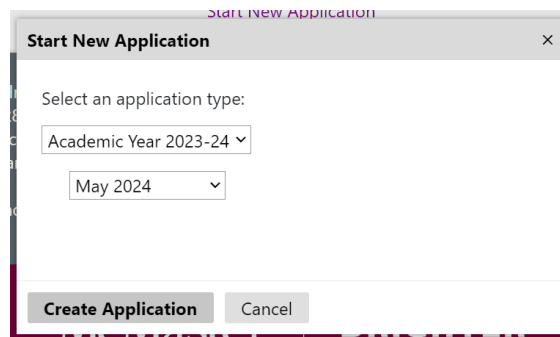 Start New Application
Start New Application ×
Select an application type:
Academic Year 2023-24
May 2024
Create Application Cancel